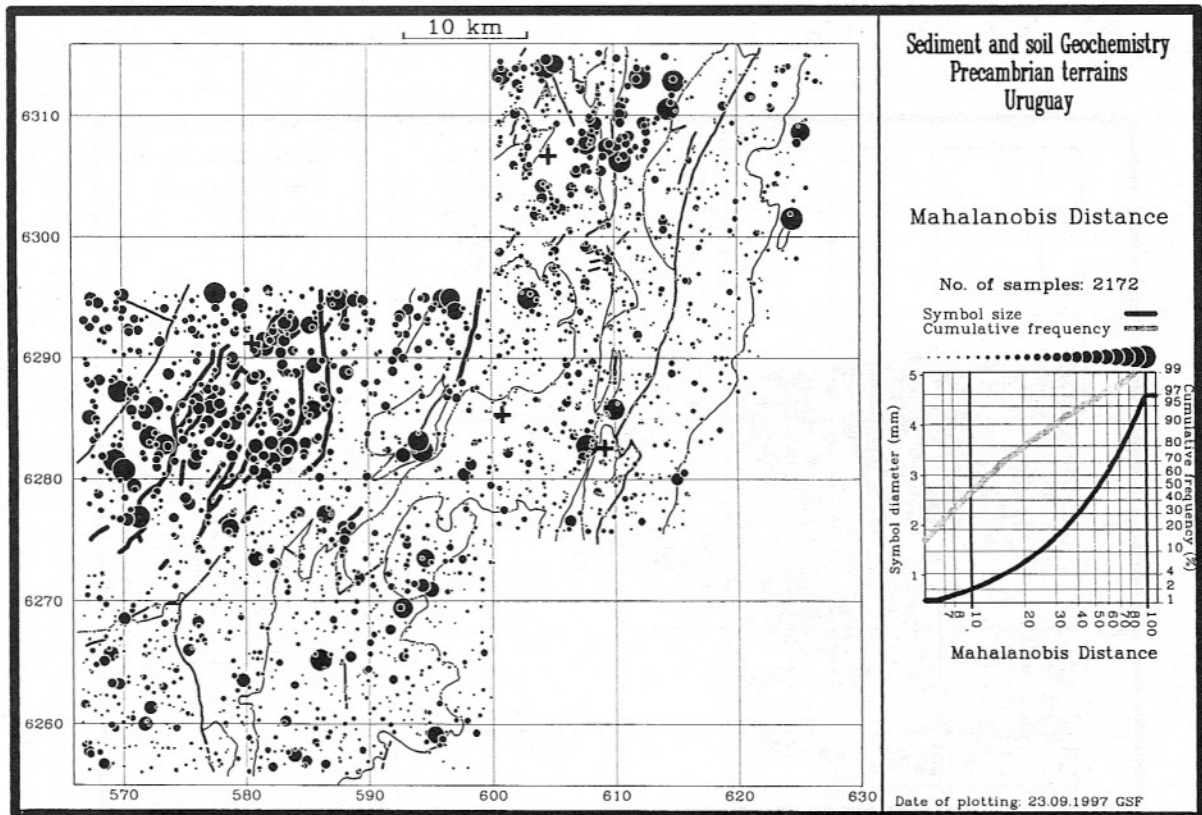 10 km
6310
6300
6290
6280
6270
6260
570 580 590 600 610 620 630
Sediment and soil Geochemistry
Precambrian terrains
Uruguay
Mahalanobis Distance
No. of samples: 2172
Symbol size
Cumulative frequency
Symbol diameter (mm)
5
4
3
2
1
99
97
95
90
80
70
60
50
40
30
20
10
4
2
1
Cumulative frequency (%)
8 10 20 30 40 50 60 70 80 100
Mahalanobis Distance
Date of plotting: 23.09.1997 GSF